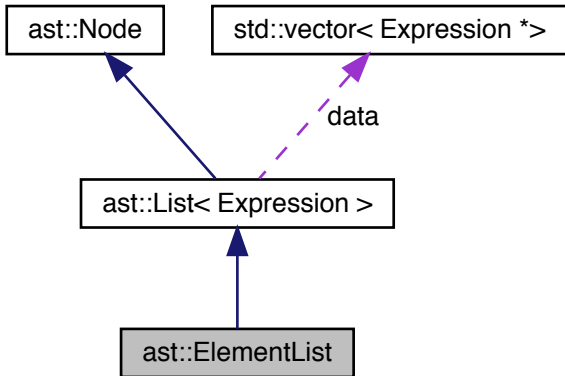 ast::Node
std::vector< Expression *>
data
ast::List< Expression >
ast::ElementList